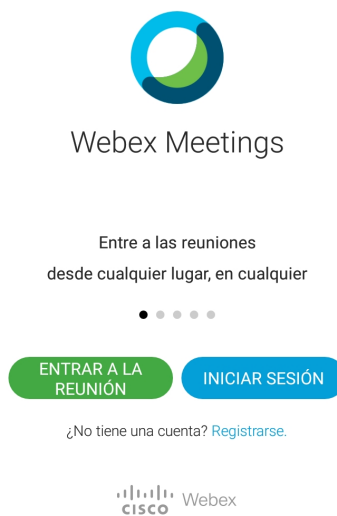 Webex Meetings
Entre a las reuniones
desde cualquier lugar, en cualquier
ENTRAR A LA
REUNIÓN
INICIAR SESIÓN
¿No tiene una cuenta? Registrarse.
CISCO Webex